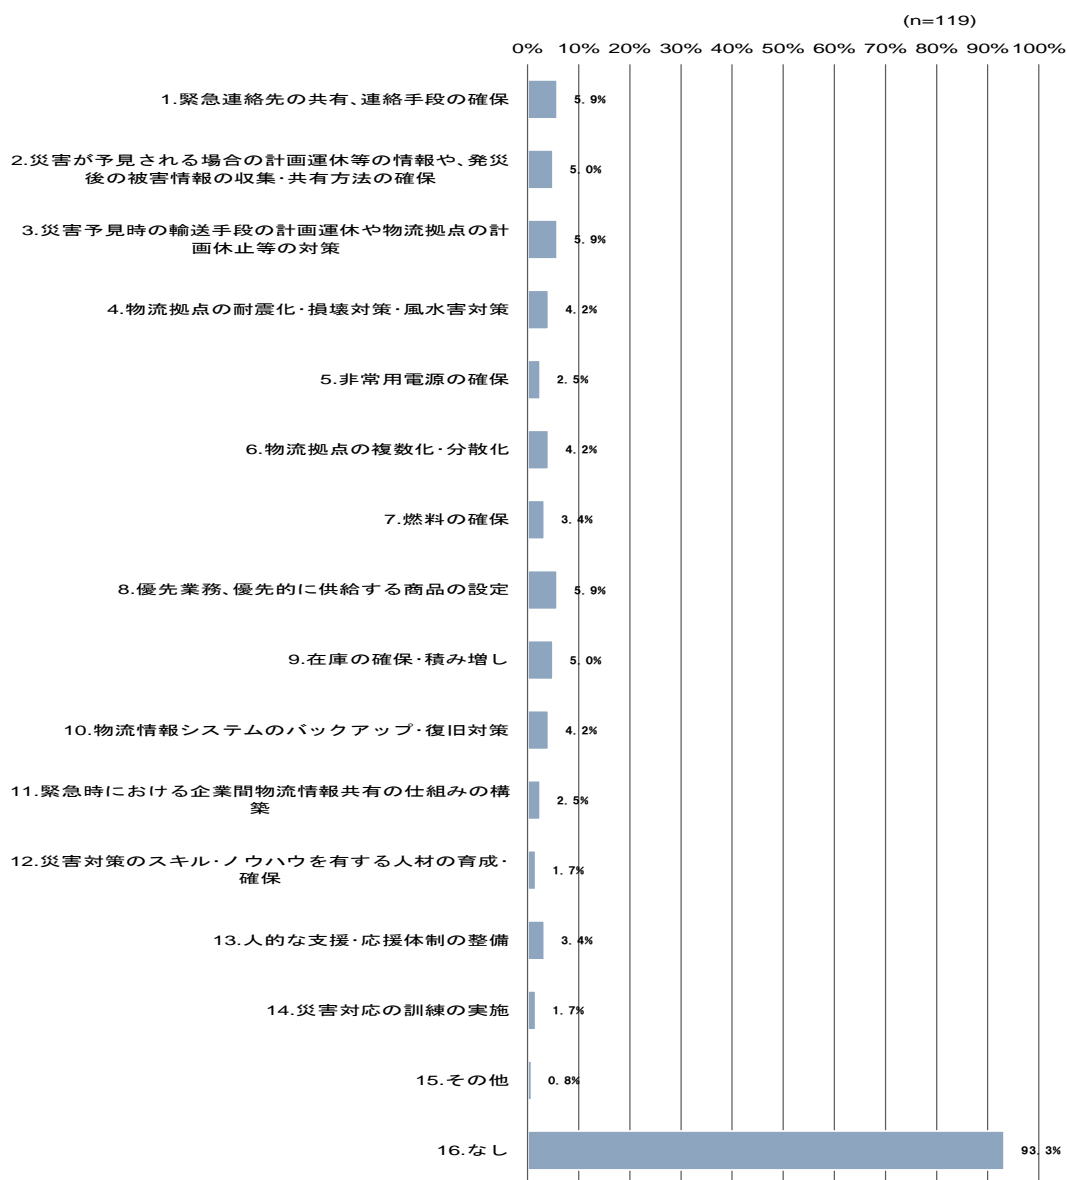 (n=119)
0% 10% 20% 30% 40% 50% 60% 70% 80% 90% 100%
1.緊急連絡先の共有、連絡手段の確保 5.9%
2.災害が予見される場合の計画運休等の情報や、発災
後の被害情報の収集・共有方法の確保 5.0%
3.災害予見時の輸送手段の計画運休や物流拠点の計
画休止等の対策 5.9%
4.物流拠点の耐震化・損壊対策・風水害対策 4.2%
5.非常用電源の確保 2.5%
6.物流拠点の複数化・分散化 4.2%
7.燃料の確保 3.4%
8.優先業務、優先的に供給する商品の設定 5.9%
9.在庫の確保・積み増し 5.0%
10.物流情報システムのバックアップ・復旧対策 4.2%
11.緊急時における企業間物流情報共有の仕組みの構
築 2.5%
12.災害対策のスキル・ノウハウを有する人材の育成・
確保 1.7%
13.人的な支援・応援体制の整備 3.4%
14.災害対応の訓練の実施 1.7%
15.その他 0.8%
16.なし 93.3%